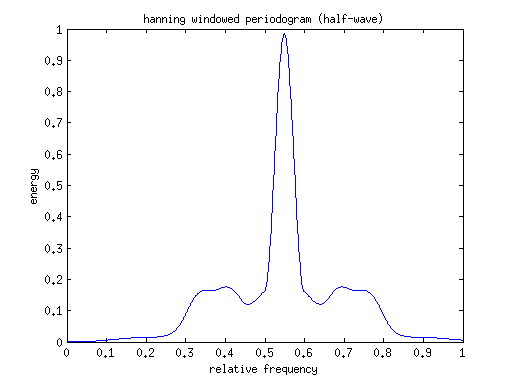 hanning windowed periodogram (half-wave)
1
0.9
0.8
0.7
0.6
0.5
0.4
0.3
0.2
0.1
0
energy
0 0.1 0.2 0.3 0.4 0.5 0.6 0.7 0.8 0.9 1
relative frequency